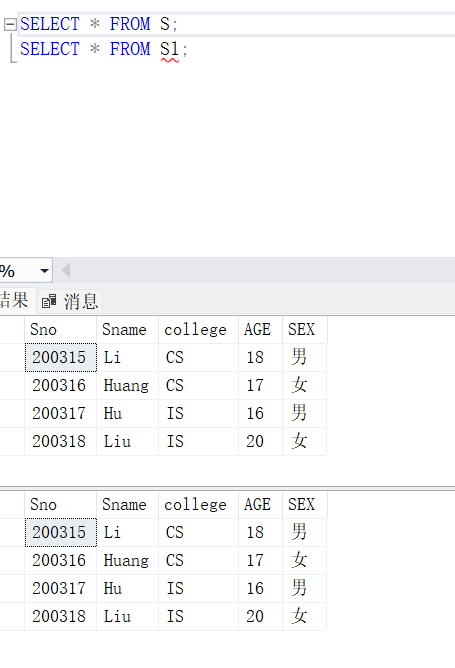 SELECT * FROM S;
SELECT * FROM S1;
%
结果 消息
Sno Sname college AGE SEX
200315 Li CS 18 男
200316 Huang CS 17 女
200317 Hu IS 16 男
200318 Liu IS 20 女
Sno Sname college AGE SEX
200315 Li CS 18 男
200316 Huang CS 17 女
200317 Hu IS 16 男
200318 Liu IS 20 女